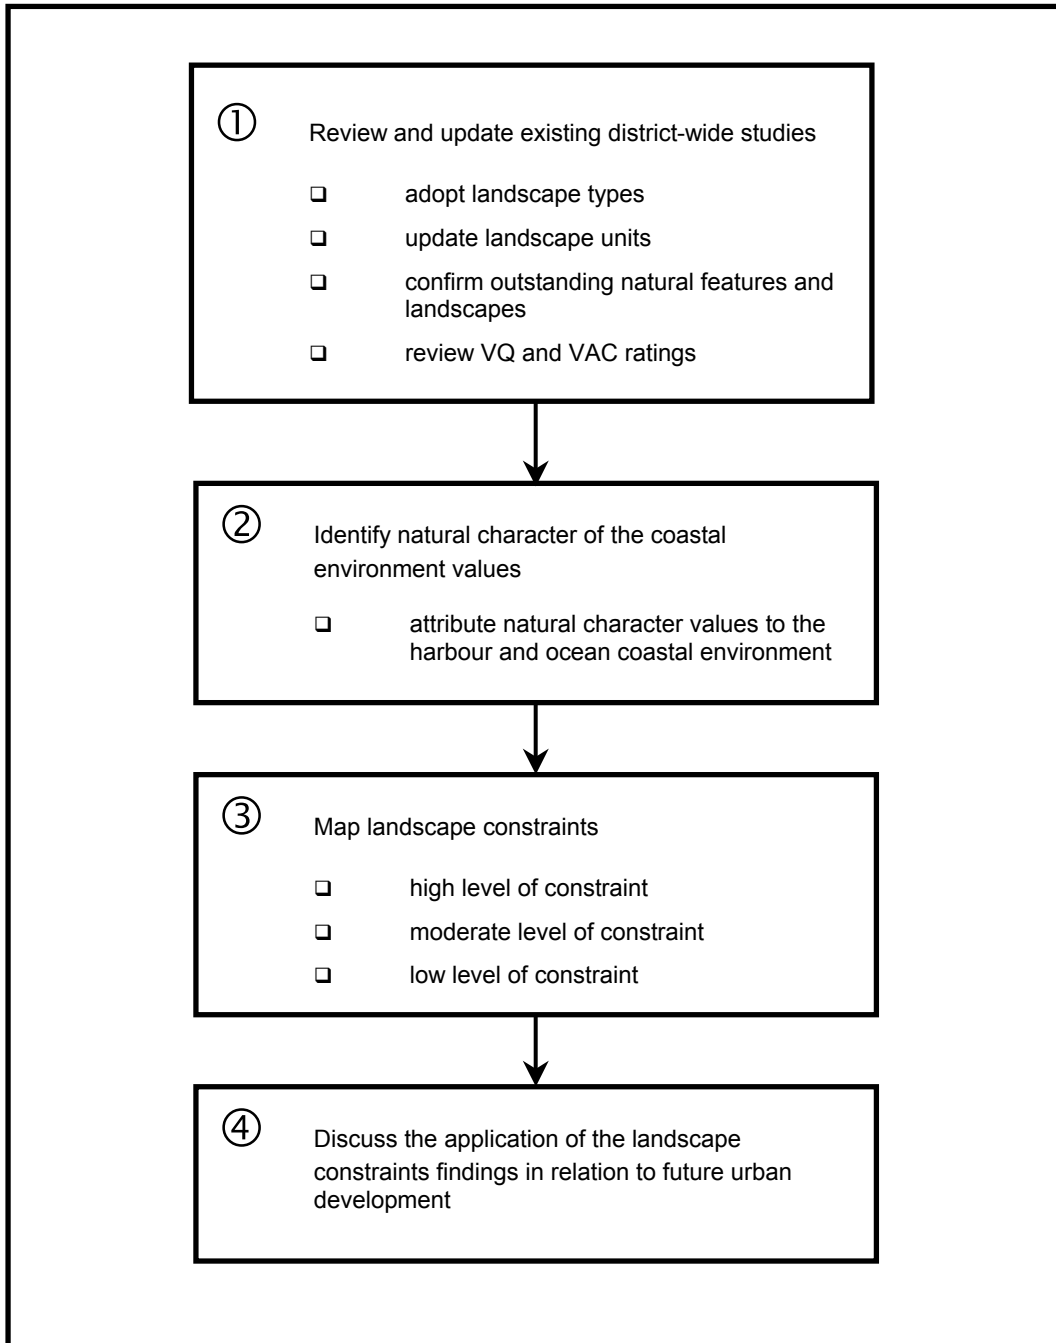 ①
Review and update existing district-wide studies
❑ adopt landscape types
❑ update landscape units
❑ confirm outstanding natural features and
landscapes
❑ review VQ and VAC ratings
②
Identify natural character of the coastal
environment values
❑ attribute natural character values to the
harbour and ocean coastal environment
③
Map landscape constraints
❑ high level of constraint
❑ moderate level of constraint
❑ low level of constraint
④
Discuss the application of the landscape
constraints findings in relation to future urban
development